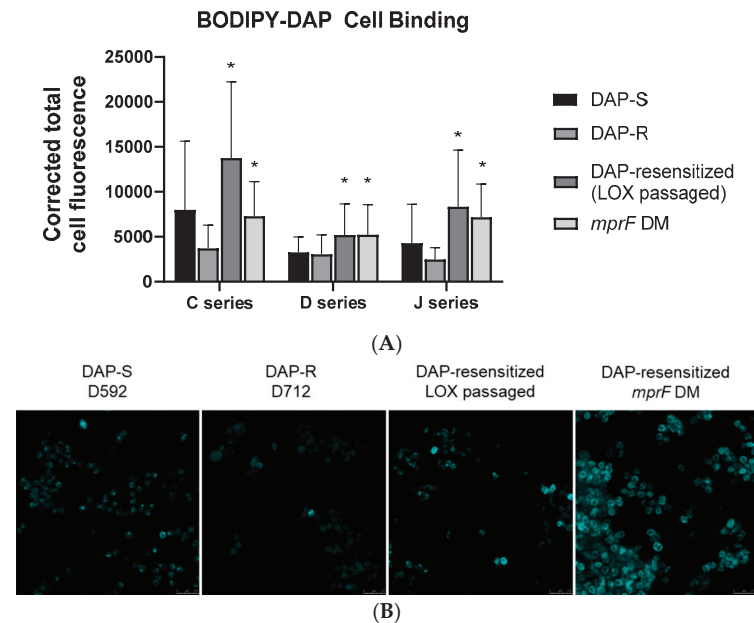 BODIPY-DAP Cell Binding
Corrected total
cell fluorescence
25000
20000
15000
10000
5000
0
*
*
*
*
*
*
C series
D series
J series
DAP-S
DAP-R
DAP-resensitized
(LOX passaged)
mprF DM
(A)
DAP-S
D592
DAP-R
D712
DAP-resensitized
LOX passaged
DAP-resensitized
mprF DM
(B)